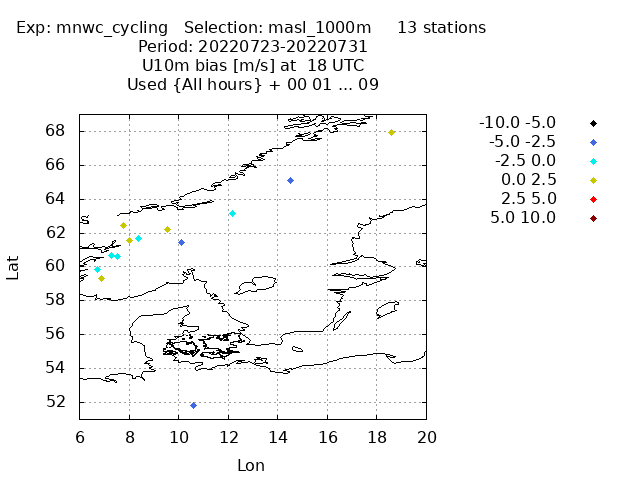 Exp: mnwc_cycling   Selection: masl_1000m     13 stations
Period: 20220723-20220731
U10m bias [m/s] at  18 UTC
Used {All hours} + 00 01 ... 09
-10.0 -5.0
-5.0 -2.5
-2.5 0.0
0.0 2.5
2.5 5.0
5.0 10.0
68
66
64
62
60
58
56
54
52
Lat
6 8 10 12 14 16 18 20
Lon